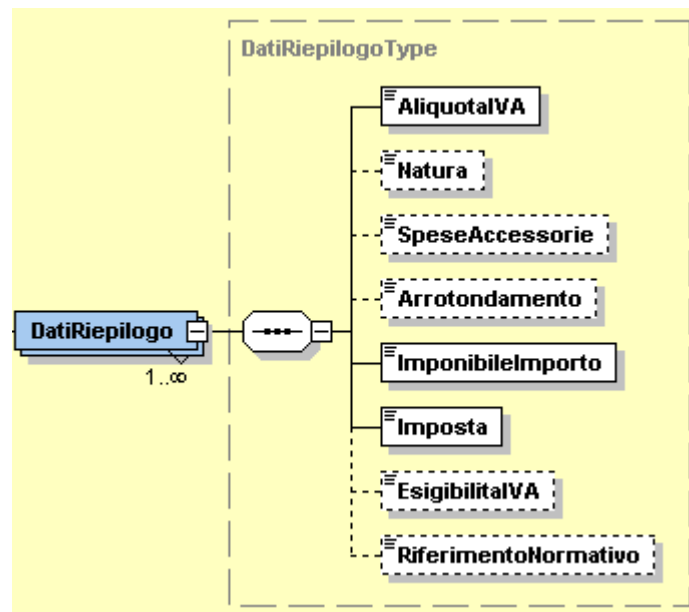 DatiRiepilogoType
AliquotaIVA
Natura
SpeseAccessorie
Arrotondamento
DatiRiepilogo
1..∞
ImponibileImporto
Imposta
EsigibilitaIVA
RiferimentoNormativo